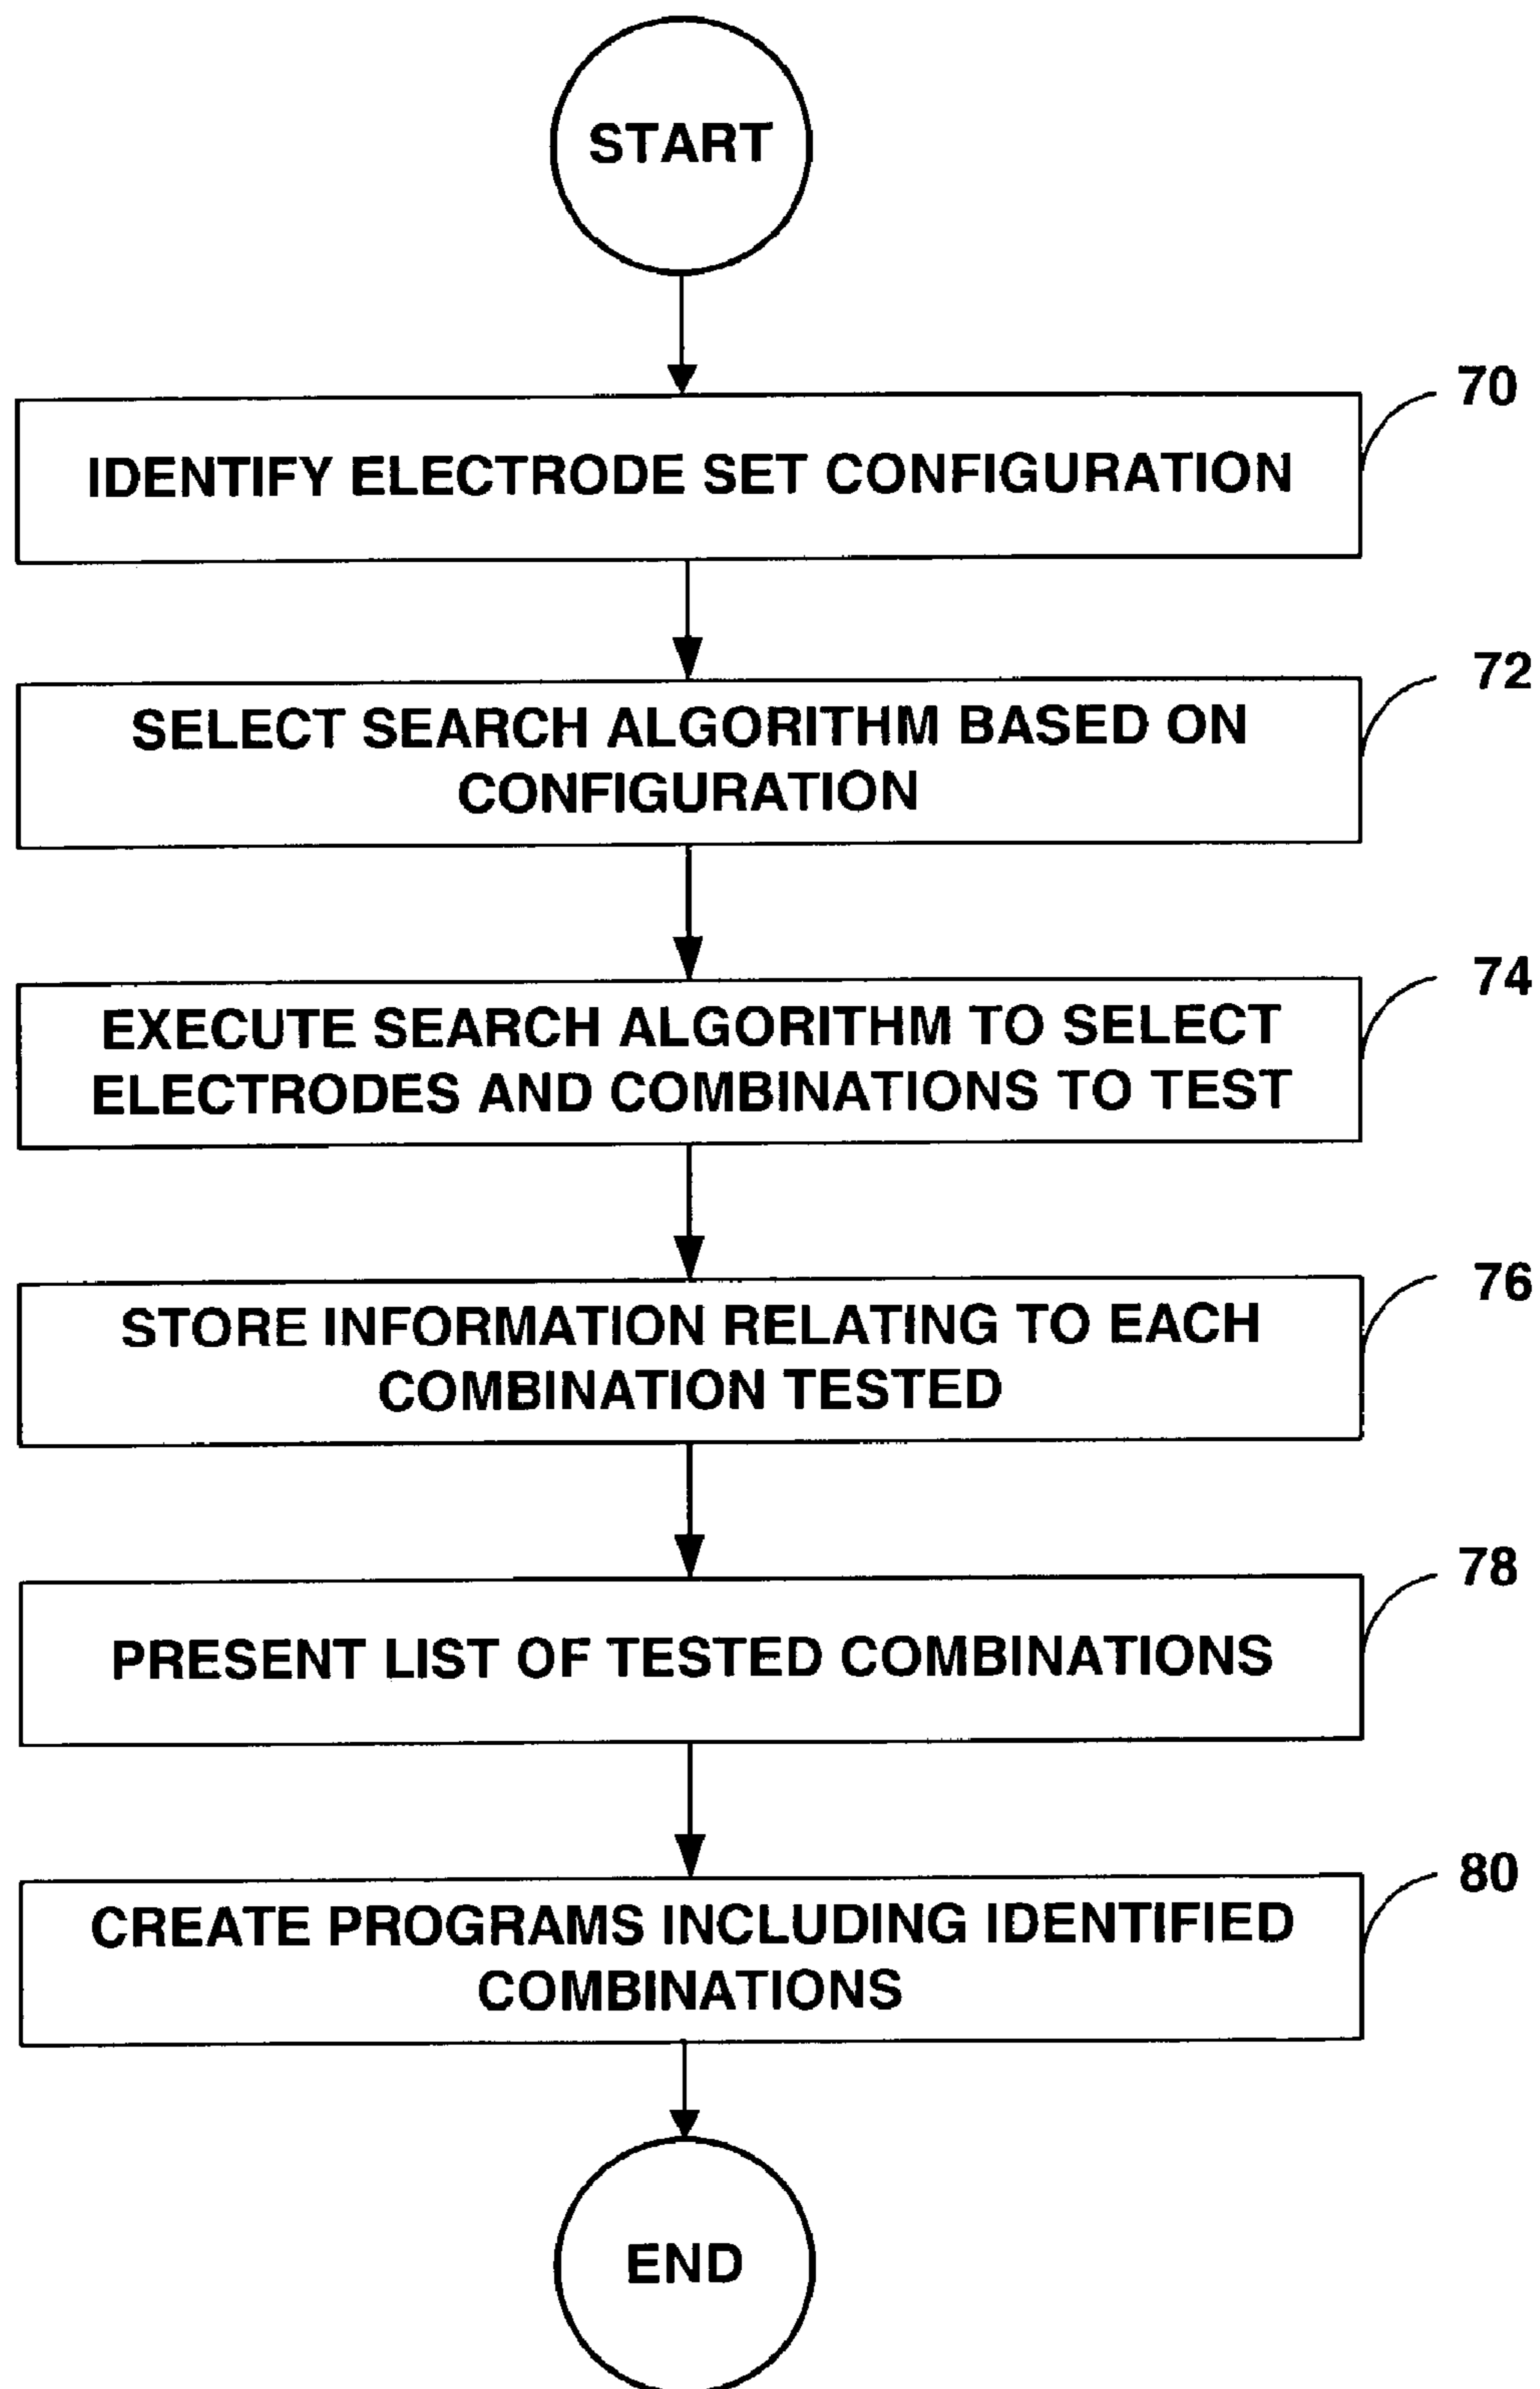 START
70
IDENTIFY ELECTRODE SET CONFIGURATION
72
SELECT SEARCH ALGORITHM BASED ON
CONFIGURATION
74
EXECUTE SEARCH ALGORITHM TO SELECT
ELECTRODES AND COMBINATIONS TO TEST
76
STORE INFORMATION RELATING TO EACH
COMBINATION TESTED
78
PRESENT LIST OF TESTED COMBINATIONS
80
CREATE PROGRAMS INCLUDING IDENTIFIED
COMBINATIONS
END